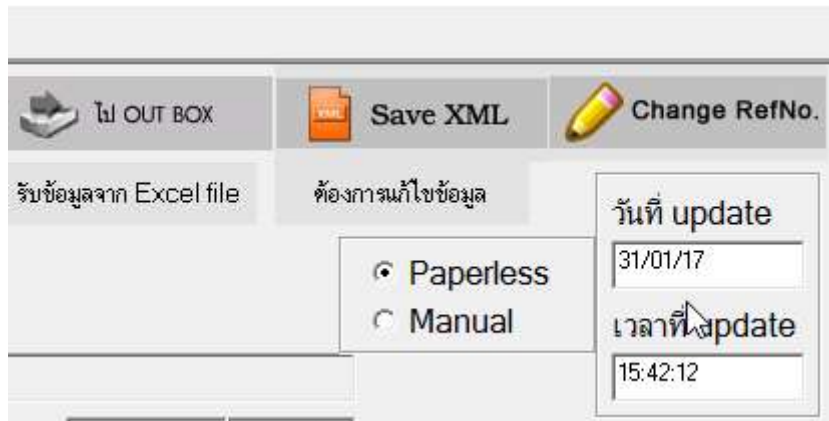 ไป OUT BOX
XML
Save XML
Change RefNo.
รับข้อมูลจาก Excel file
ต้องการแก้ไขข้อมูล
วันที่ update
31/01/17
Paperless
Manual
เวลาที่ update
15:42:12